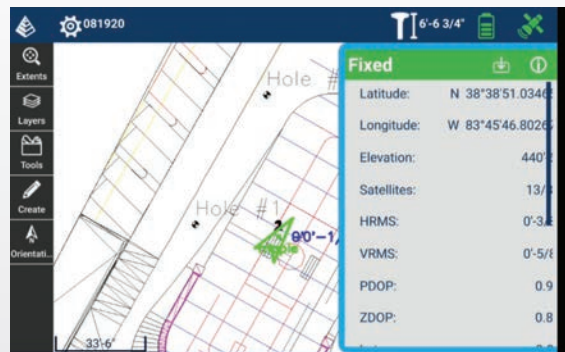 081920
6'-6 3/4"
Extents
Layers
Tools
Create
Orientati...
Hole #
Hole #1
2
33'-6"
Fixed
Latitude: N 38°38'51.0346
Longitude: W 83°45'46.8026
Elevation: 440'
Satellites: 13/
HRMS: 0'-3/
VRMS: 0'-5/8
PDOP: 0.9
ZDOP: 0.8